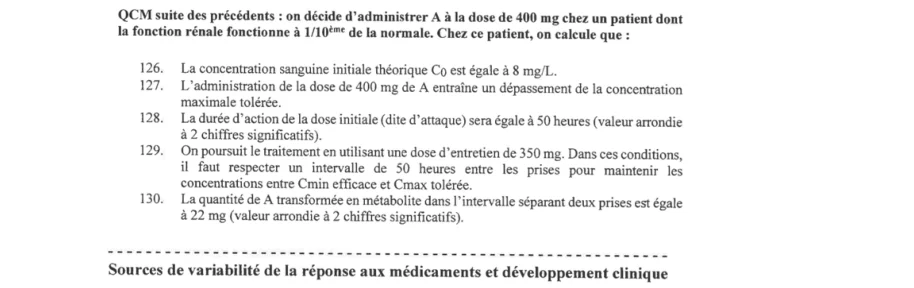 QCM suite des précédents : on décide d'administrer A à la dose de 400 mg chez un patient dont
la fonction rénale fonctionne à 1/10ème de la normale. Chez ce patient, on calcule que :
126. La concentration sanguine initiale théorique C0 est égale à 8 mg/L.
127. L'administration de la dose de 400 mg de A entraîne un dépassement de la concentration
maximale tolérée.
128. La durée d'action de la dose initiale (dite d'attaque) sera égale à 50 heures (valeur arrondie
à 2 chiffres significatifs).
129. On poursuit le traitement en utilisant une dose d'entretien de 350 mg. Dans ces conditions,
il faut respecter un intervalle de 50 heures entre les prises pour maintenir les
concentrations entre Cmin efficace et Cmax tolérée.
130. La quantité de A transformée en métabolite dans l'intervalle séparant deux prises est égale
à 22 mg (valeur arrondie à 2 chiffres significatifs).
Sources de variabilité de la réponse aux médicaments et développement clinique